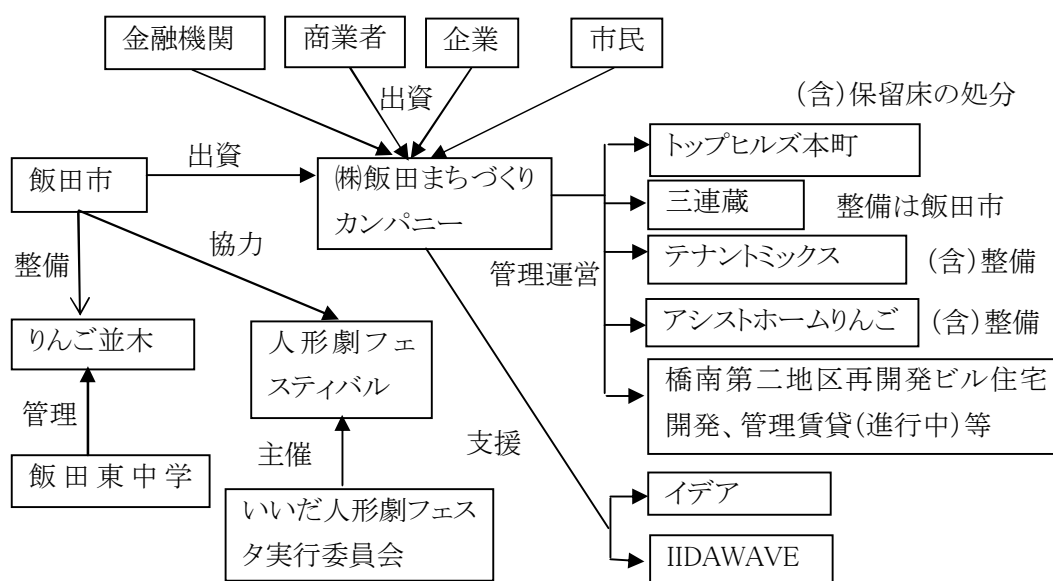 金融機関
商業者
企業
市民
出資
(含)保留床の処分
飯田市
出資
㈱飯田まちづくり
カンパニー
トップヒルズ本町
三連蔵
整備は飯田市
協力
整備
管理運営
テナントミックス
(含)整備
りんご並木
人形劇フェ
スティバル
アシストホームりんご
(含)整備
橋南第二地区再開発ビル住宅
開発、管理賃貸(進行中)等
管理
主催
支援
飯田東中学
いいだ人形劇フェス
タ実行委員会
イデア
IIDAWAVE